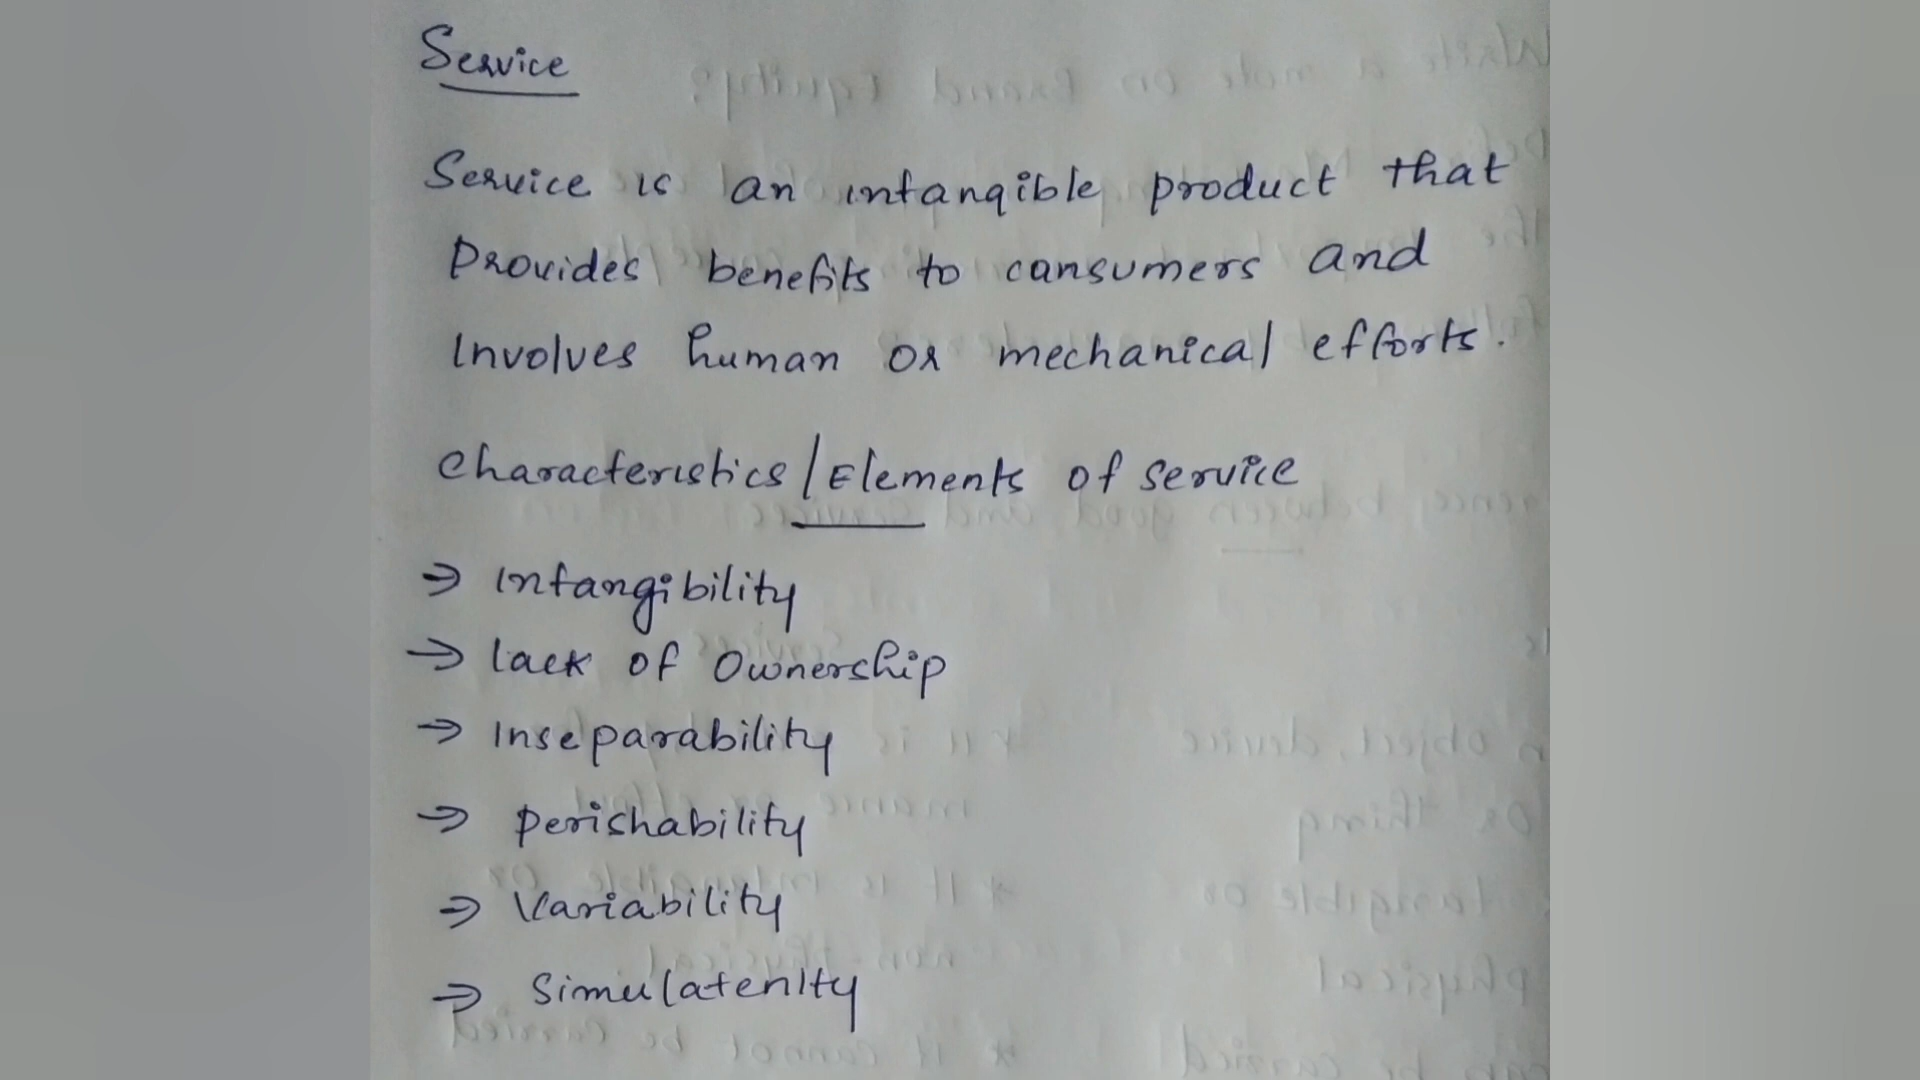 Service
Service is an intangible product that
Provides benefits to cansumers and
Involves human or mechanical efforts.
characteristics/Elements of service
⇒ Intangibility
→ lack of Ownership
→ Inseparability
→ perishability
⇒ Variability
⇒ Simulatenity